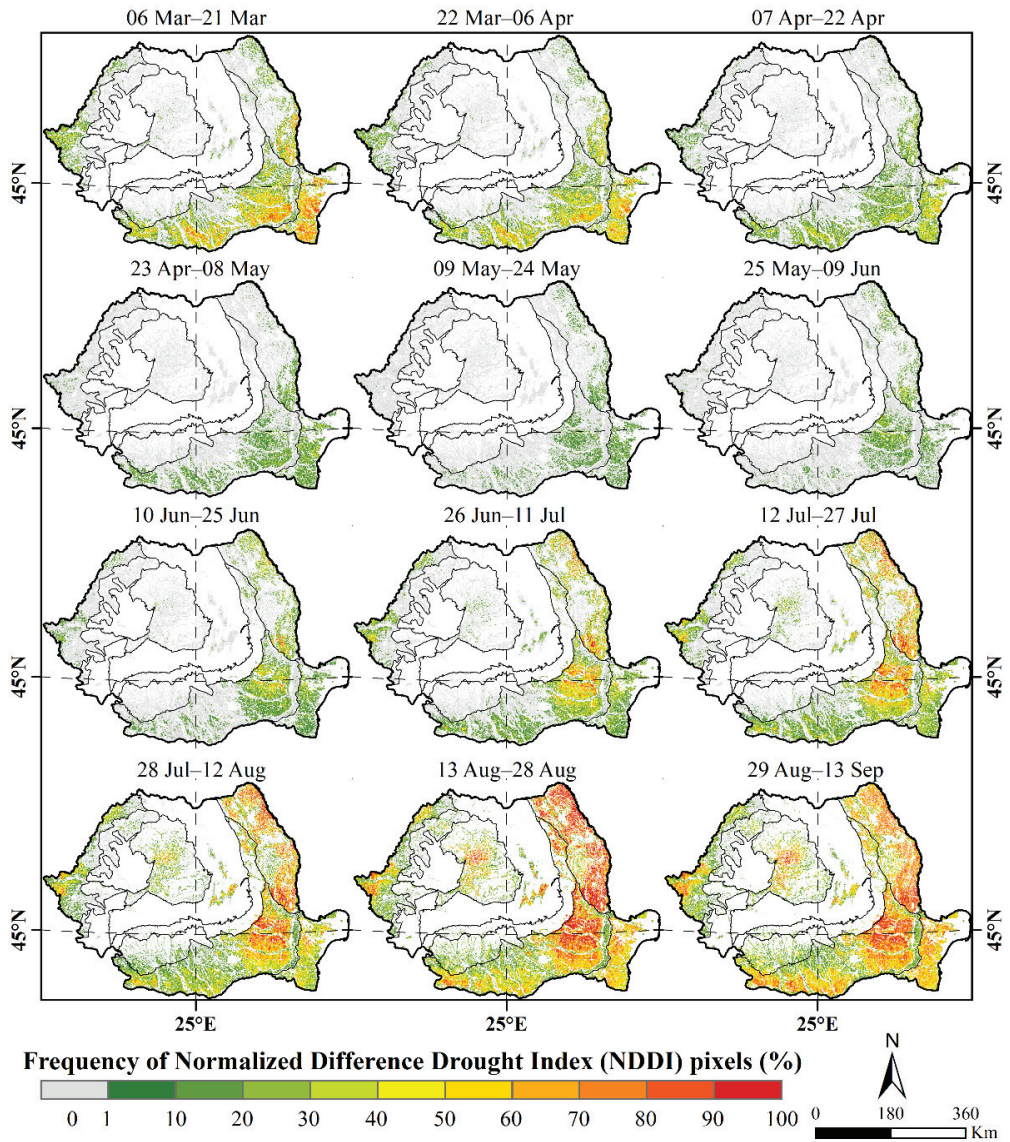 06 Mar–21 Mar
22 Mar–06 Apr
07 Apr–22 Apr
45°N
45°N
23 Apr–08 May
09 May–24 May
25 May–09 Jun
45°N
45°N
10 Jun–25 Jun
26 Jun–11 Jul
12 Jul–27 Jul
45°N
45°N
28 Jul–12 Aug
13 Aug–28 Aug
29 Aug–13 Sep
45°N
45°N
25°E
25°E
25°E
Frequency of Normalized Difference Drought Index (NDDI) pixels (%)
0 1 10 20 30 40 50 60 70 80 90 100
N
0 180 360
Km